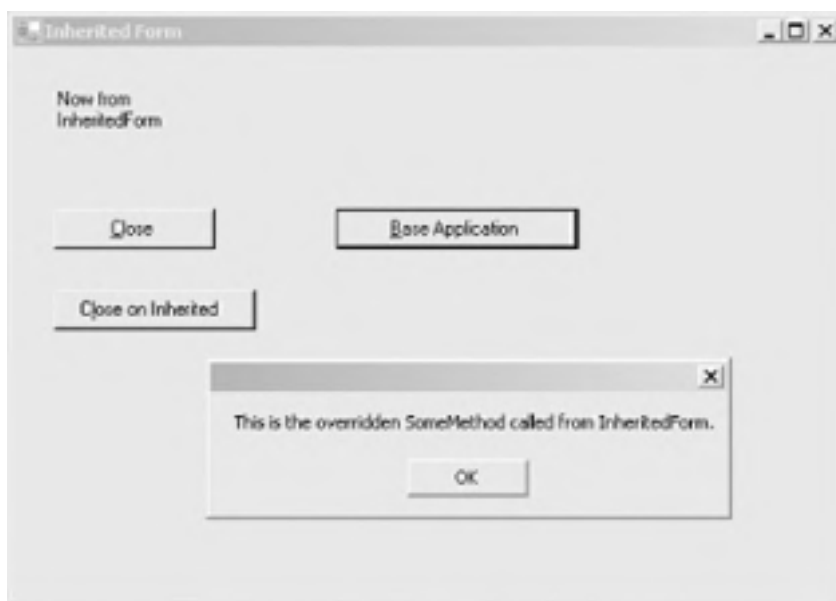 Inherited Form
Now from
InheritedForm
Close
Base Application
Close on Inherited
This is the overridden SomeMethod called from InheritedForm.
OK